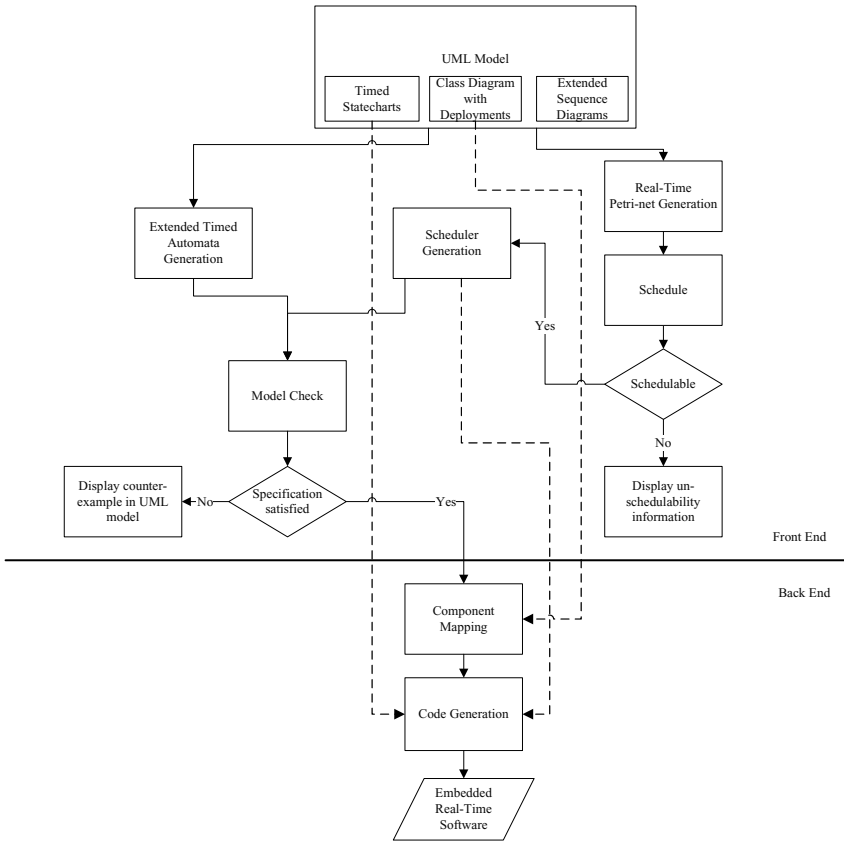 UML Model
Timed
Statecharts
Class Diagram
with
Deployments
Extended
Sequence
Diagrams
Real-Time
Petri-net Generation
Extended Timed
Automata
Generation
Scheduler
Generation
Schedule
Yes
Schedulable
Model Check
No
Display counter-
example in UML
model
No
Specification
satisfied
Yes
Display un-
schedulability
information
Front End
Back End
Component
Mapping
Code Generation
Embedded
Real-Time
Software